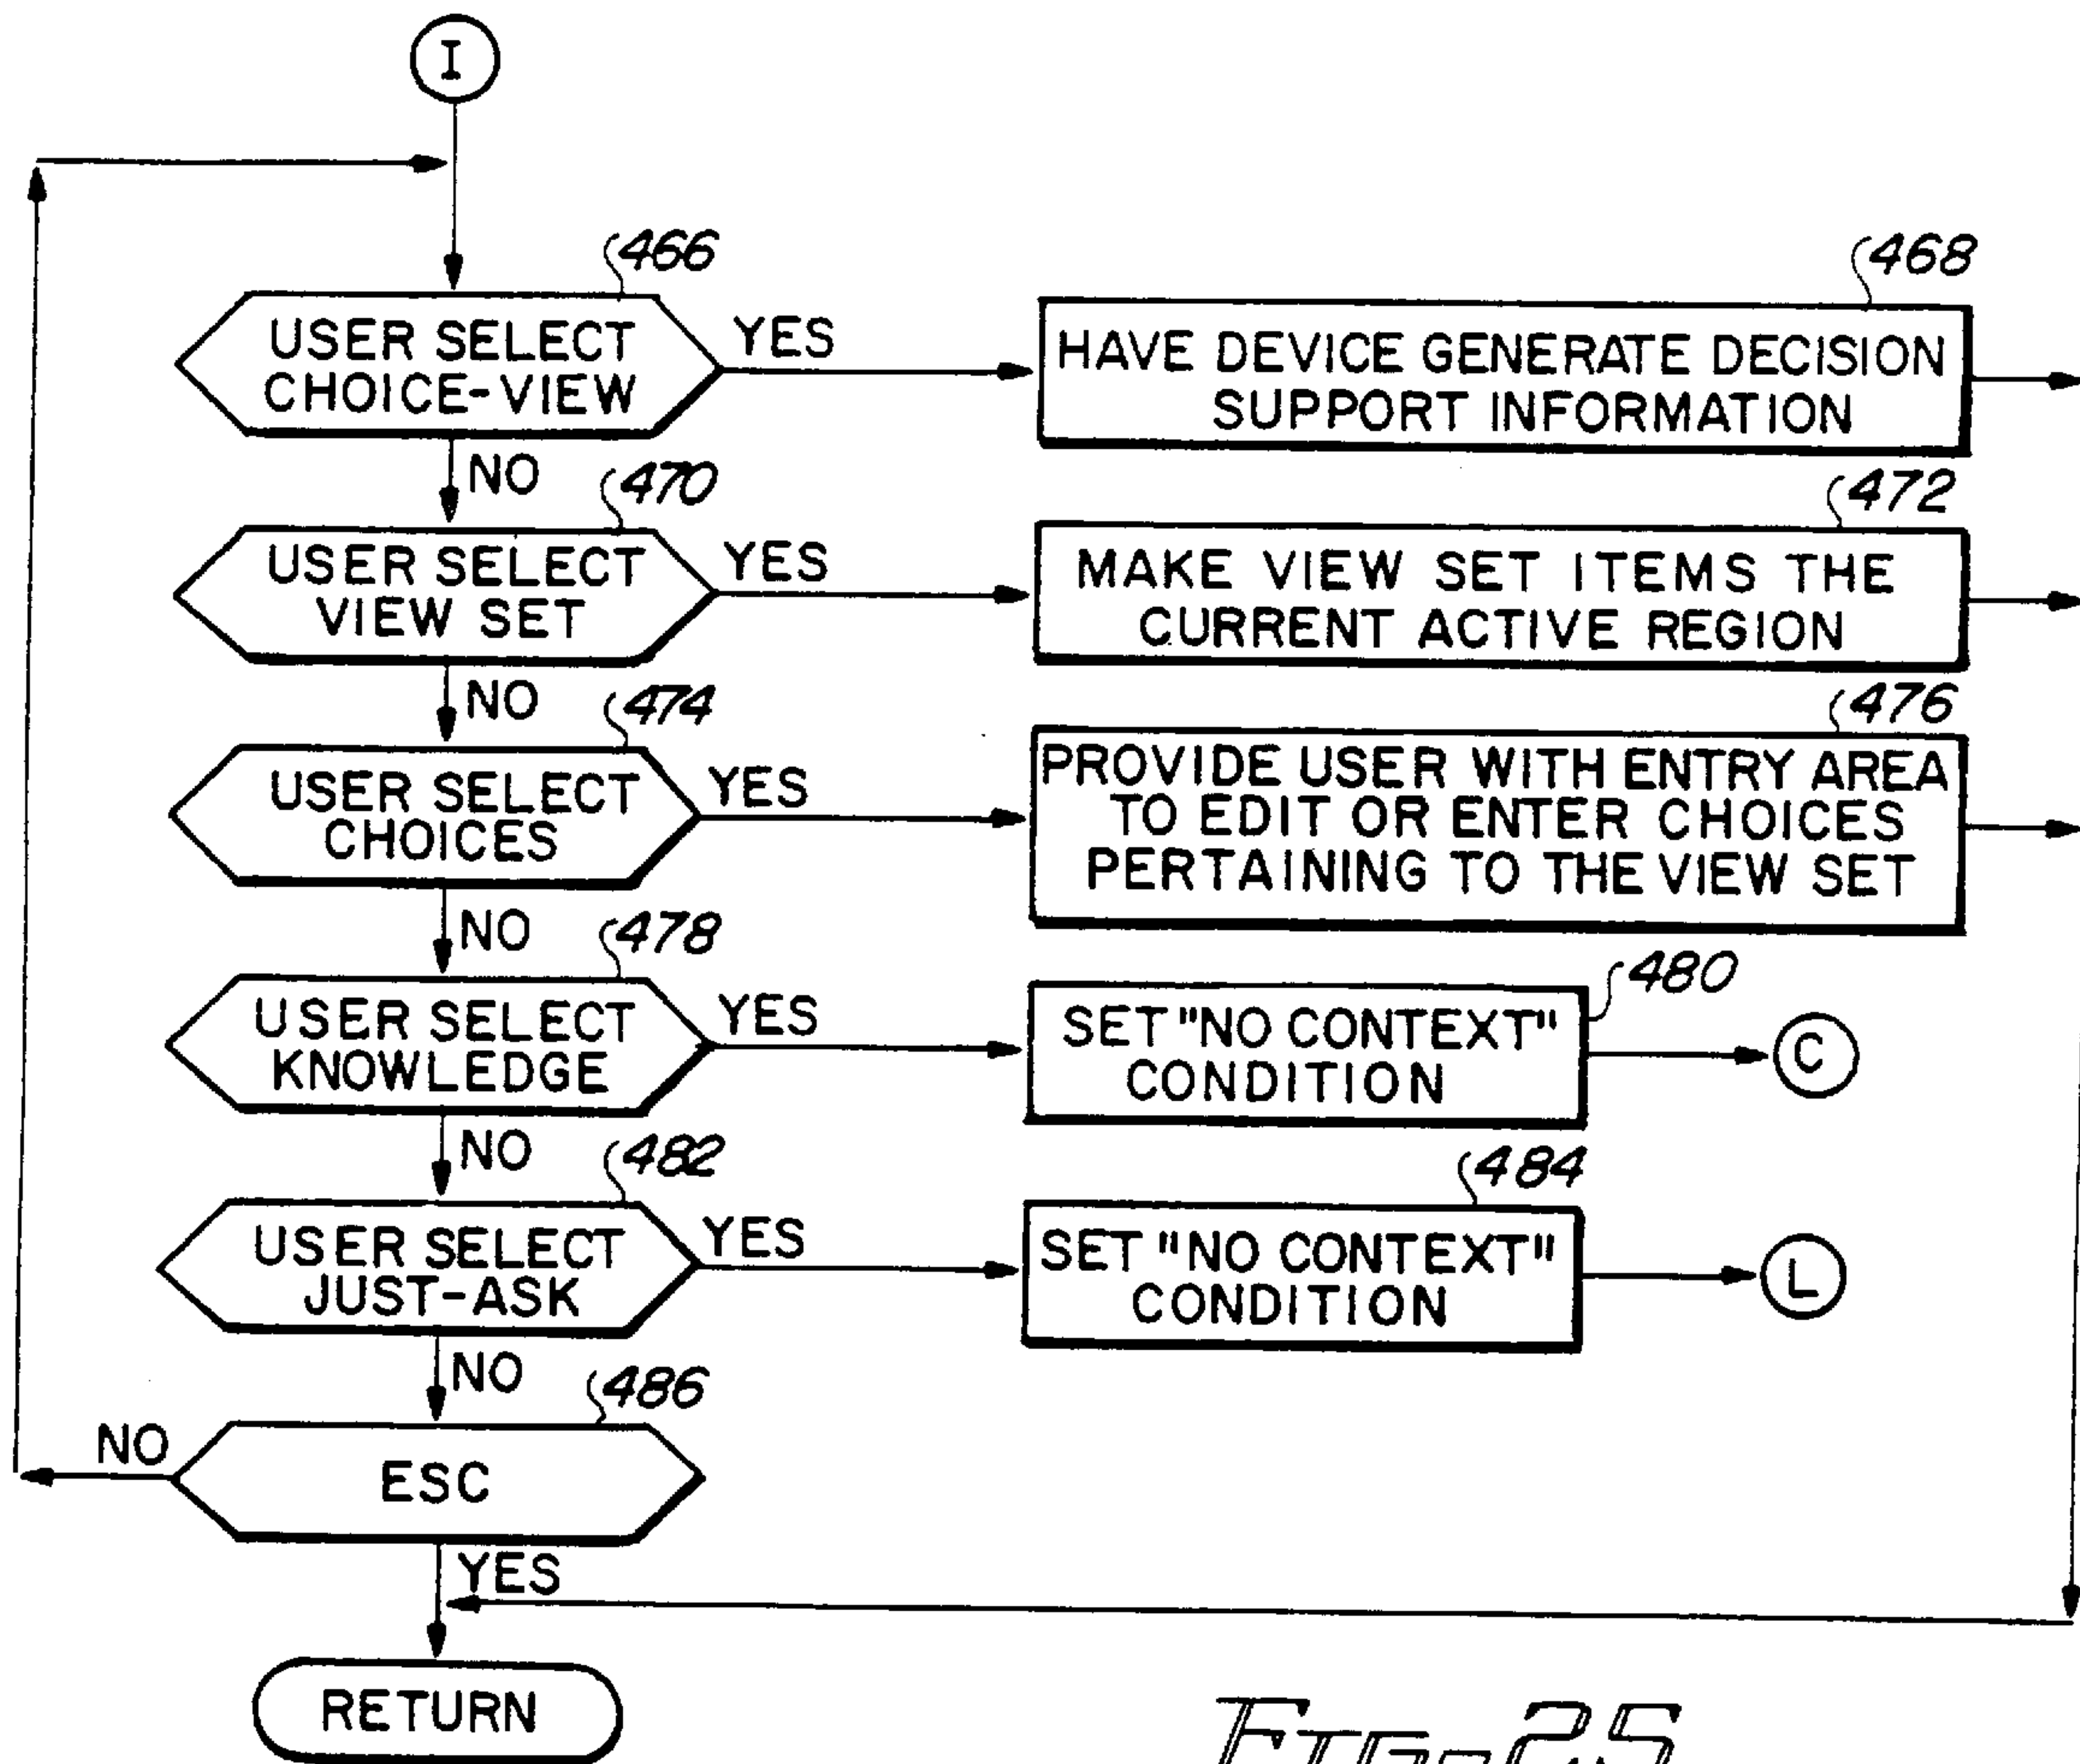 I
466
USER SELECT
CHOICE-VIEW
YES
468
HAVE DEVICE GENERATE DECISION
SUPPORT INFORMATION
NO
470
USER SELECT
VIEW SET
YES
472
MAKE VIEW SET ITEMS THE
CURRENT ACTIVE REGION
NO
474
USER SELECT
CHOICES
YES
476
PROVIDE USER WITH ENTRY AREA
TO EDIT OR ENTER CHOICES
PERTAINING TO THE VIEW SET
NO
478
USER SELECT
KNOWLEDGE
YES
480
SET "NO CONTEXT"
CONDITION
C
NO
482
USER SELECT
JUST-ASK
YES
484
SET "NO CONTEXT"
CONDITION
L
NO
486
NO
ESC
YES
RETURN
FIG-25